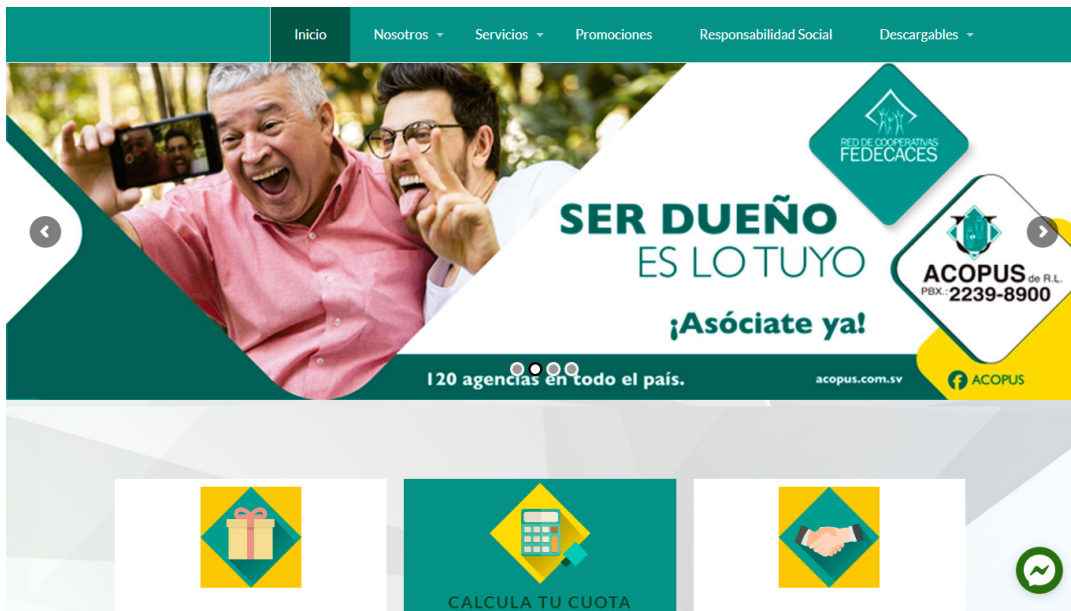 Inicio
Nosotros
Servicios
Promociones
Responsabilidad Social
Descargables
RED DE COOPERATIVAS
FEDECACES
SER DUEÑO
ES LO TUYO
¡Asóciate ya!
ACOPUS de R.L.
PBX.: 2239-8900
120 agencias en todo el país.
acopus.com.sv
ACOPUS
CALCULA TU CUOTA